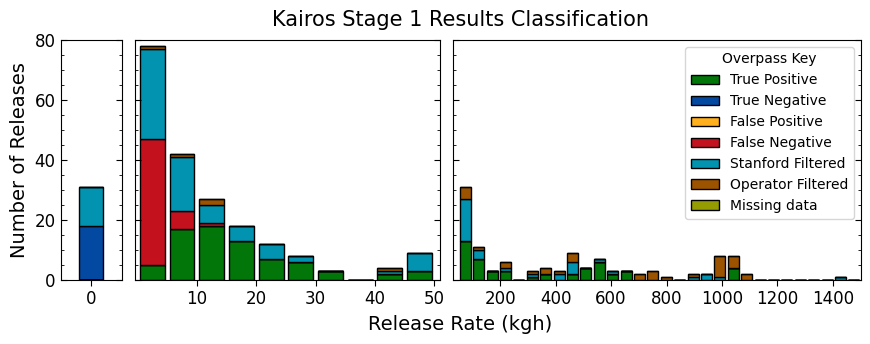 Kairos Stage 1 Results Classification
Number of Releases
80
60
40
20
0
0
10
20
30
40
50
200
400
600
800
1000
1200
1400
Release Rate (kgh)
Overpass Key
True Positive
True Negative
False Positive
False Negative
Stanford Filtered
Operator Filtered
Missing data